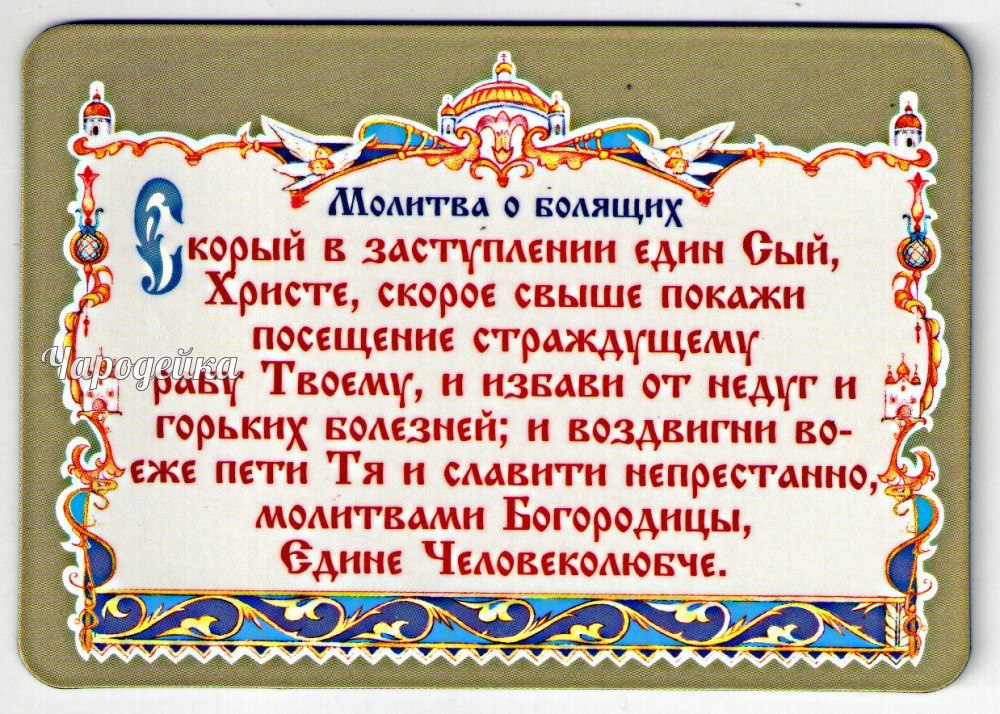 Молитва о болящих
Скорый в заступлении един Сый,
Христе, скорое свыше покажи
посещение страждущему
рабу Твоему, и избави от недуг и
горьких болезней; и воздвигни во-
еже пети Тя и славити непрестанно,
молитвами Богородицы,
Едине Человеколюбче.
Чародейка